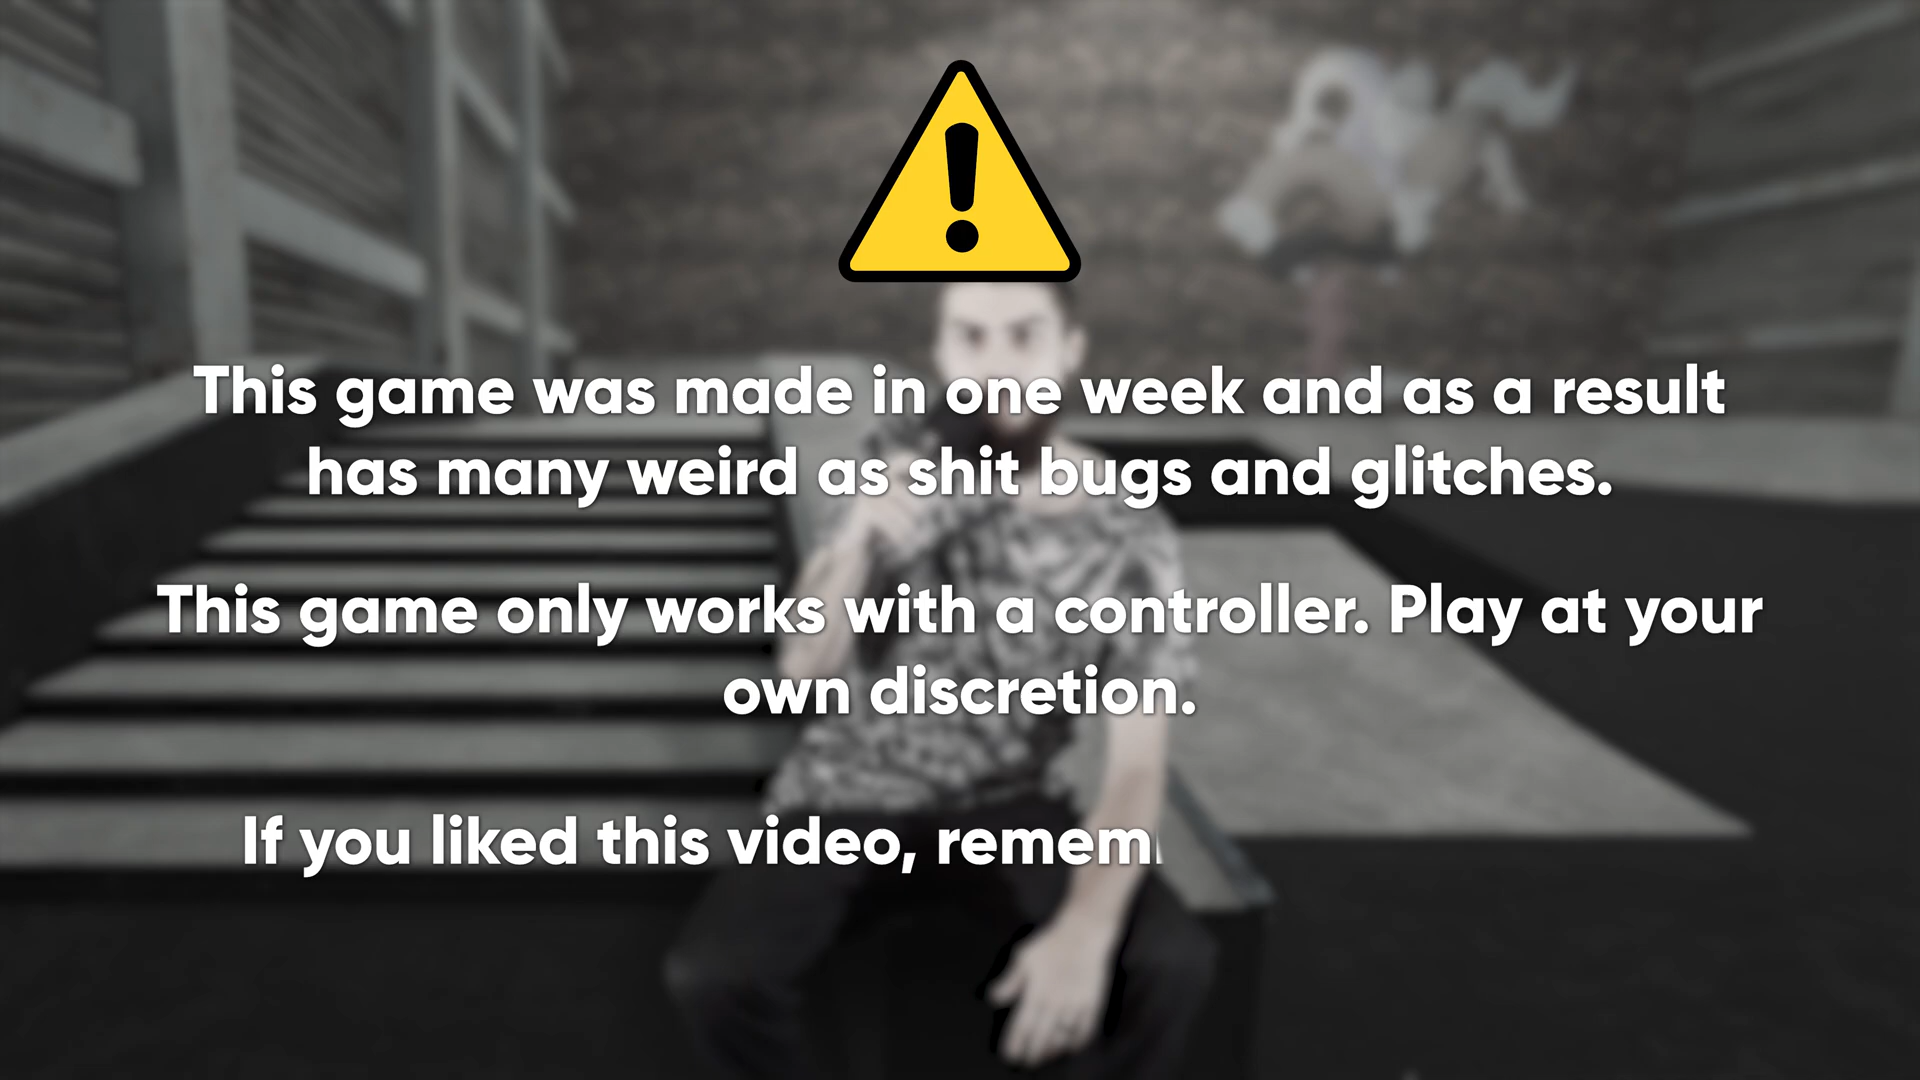 This game was made in one week and as a result
has many weird as shit bugs and glitches.
This game only works with a controller. Play at your
own discretion.
If you liked this video, remem